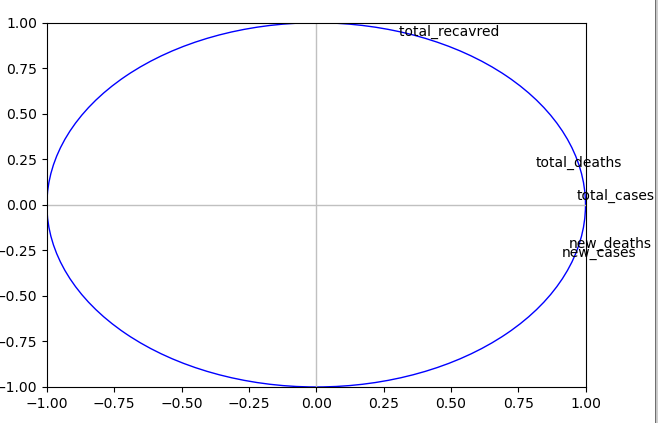 1.00
total_recavred
0.75
0.50
0.25
total_deaths
total_cases
0.00
new_deaths
−0.25
new_cases
−0.50
−0.75
−1.00
−1.00 −0.75 −0.50 −0.25 0.00 0.25 0.50 0.75 1.00